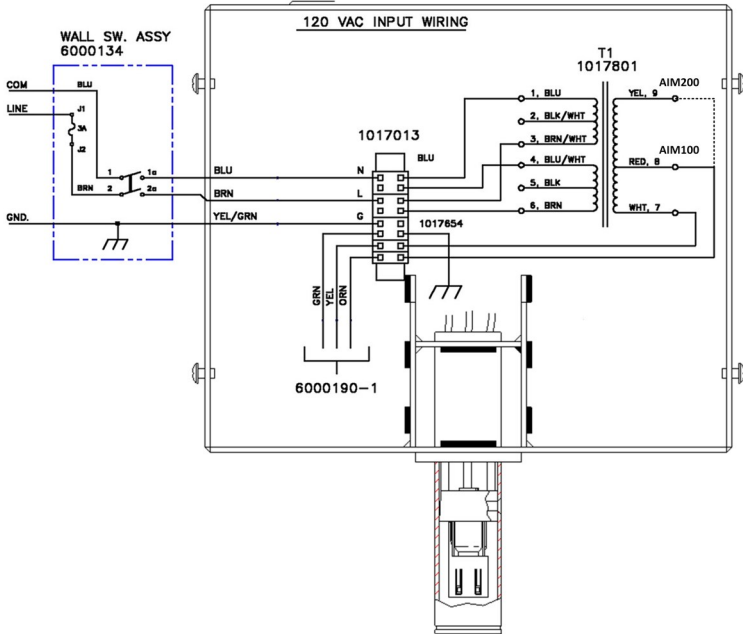 120 VAC INPUT WIRING
WALL SW. ASSY
6000134
T1
1017801
COM
BLU
AIM200
LINE
J1
3A
J2
1, BLU
YEL, 9
2, BLK/WHT
1017013
3, BRN/WHT
AIM100
BLU
4, BLU/WHT
RED, 8
1
1a
BLU
N
5, BLK
BRN
2
2a
BRN
L
6, BRN
WHT, 7
GND.
YEL/GRN
G
1017654
GRN
YEL
ORN
6000190-1